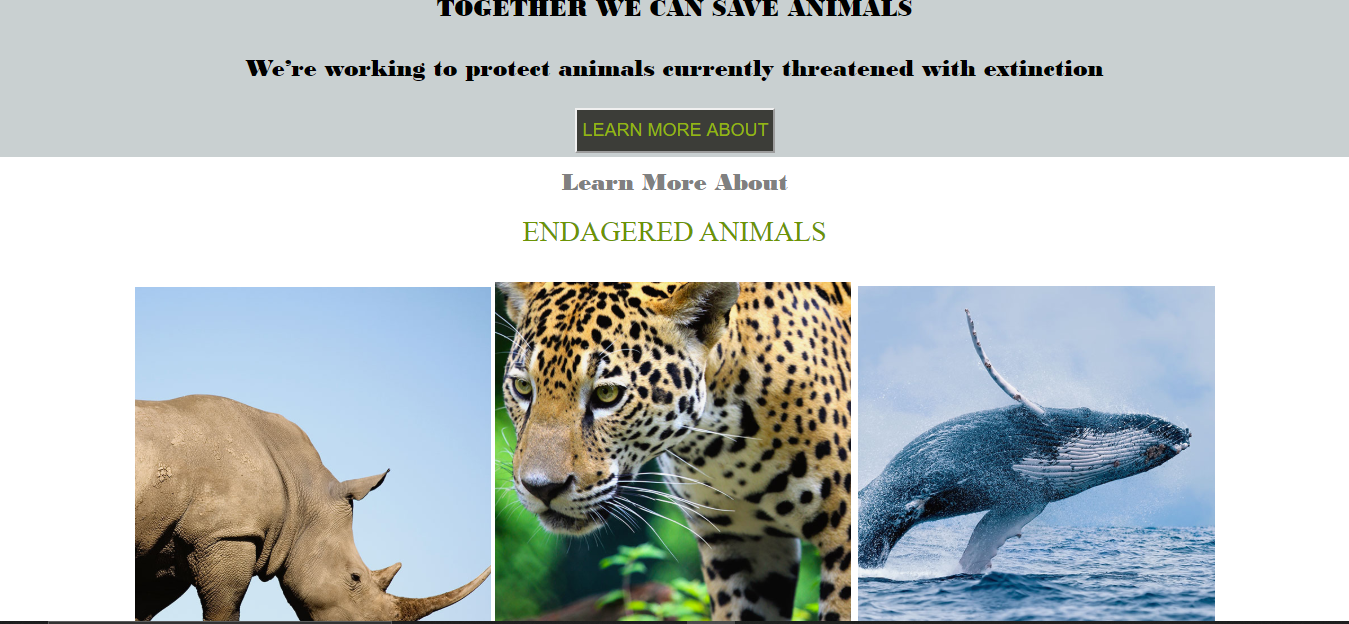 TOGETHER WE CAN SAVE ANIMALS
We're working to protect animals currently threatened with extinction
LEARN MORE ABOUT
Learn More About
ENDAGERED ANIMALS